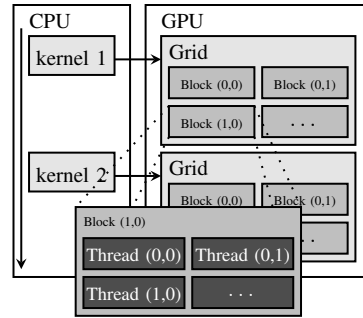 CPU
GPU
kernel 1
Grid
Block (0,0)
Block (0,1)
Block (1,0)
. . .
kernel 2
Grid
Block (0,0)
Block (0,1)
. . .
Block (1,0)
Thread (0,0)
Thread (0,1)
Thread (1,0)
. . .